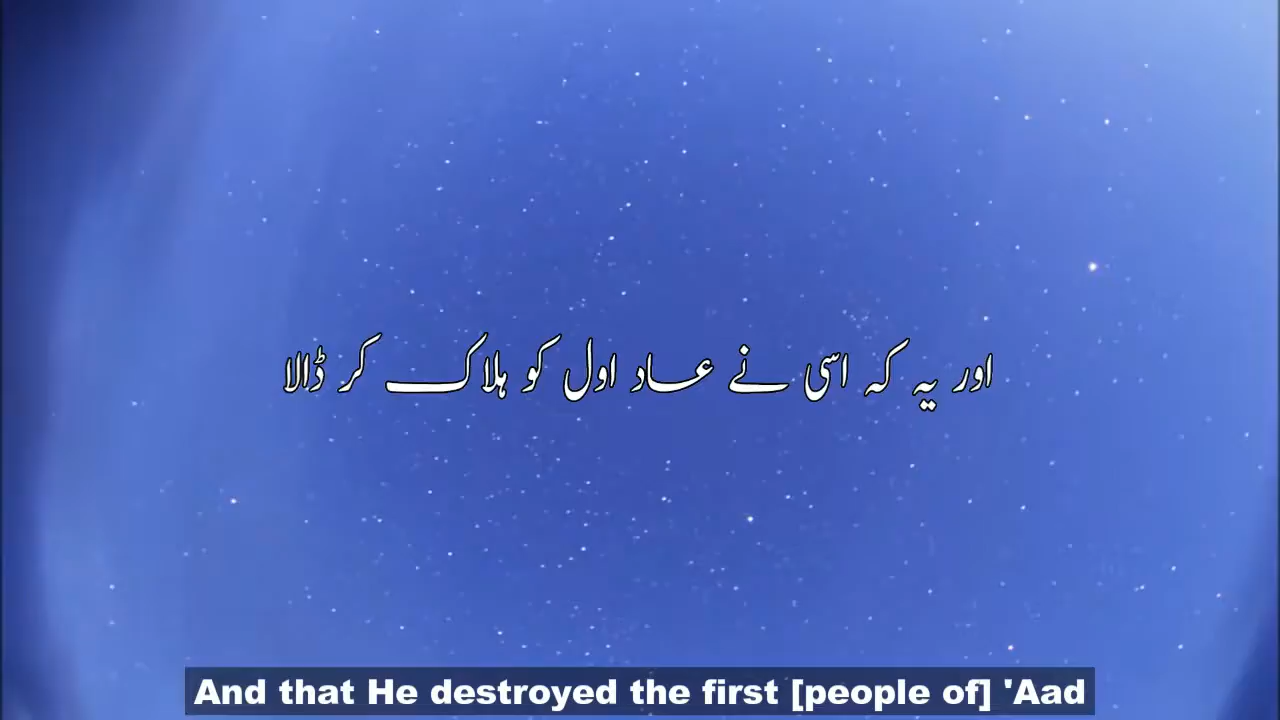 اور یہ کہ اسی نے عاد اول کو ہلاک کر ڈالا
And that He destroyed the first [people of] 'Aad